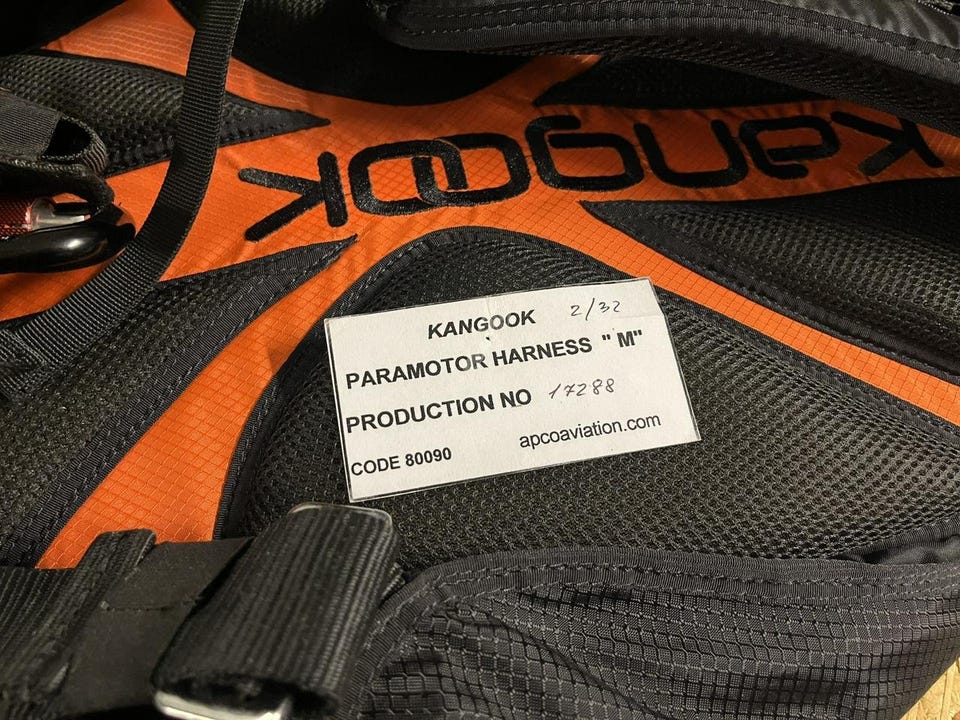 Kangook
KANGOOK 2/32
PARAMOTOR HARNESS "M"
PRODUCTION NO 17288
CODE 80090 apcoaviation.com